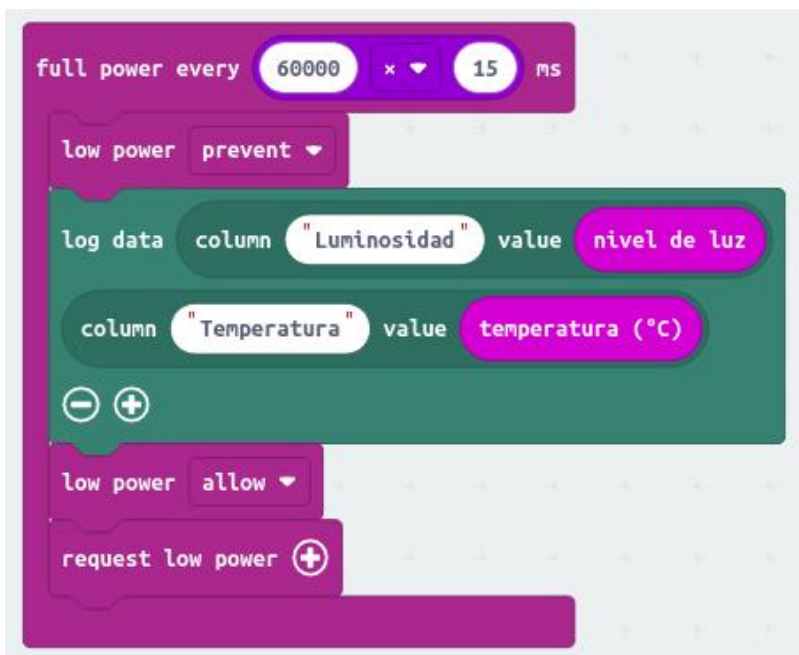 full power every 60000 × 15 ms
low power prevent
log data column "Luminosidad" value nivel de luz
column "Temperatura" value temperatura (°C)
low power allow
request low power